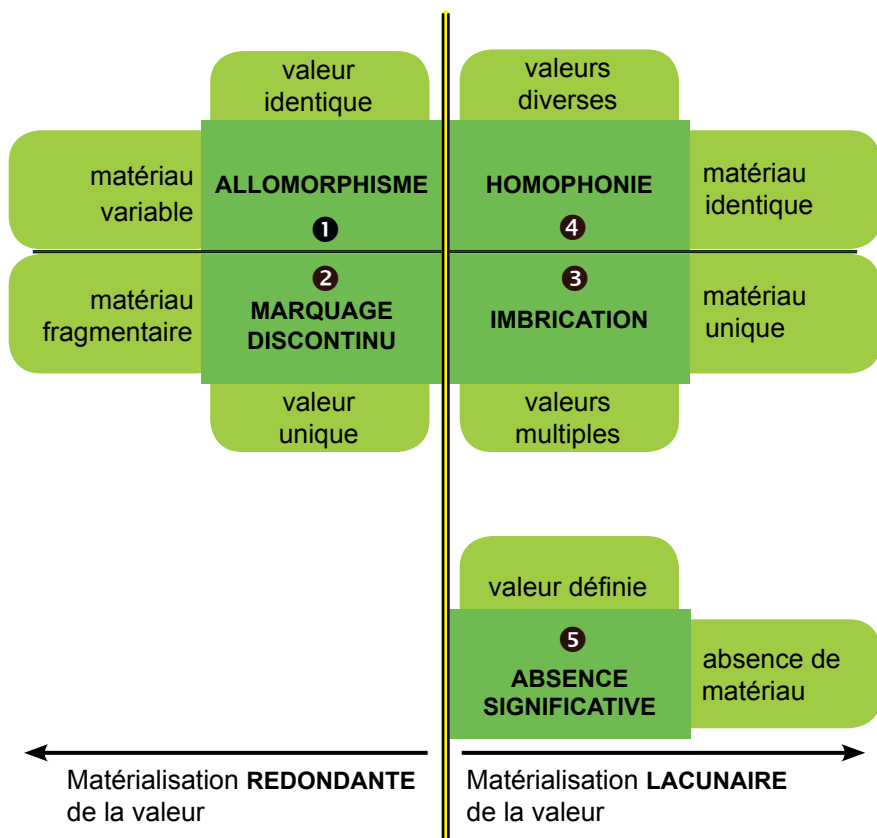 valeur
identique
valeurs
diverses
matériau
variable
ALLOMORPHISME
❶
HOMOPHONIE
❹
matériau
identique
matériau
fragmentaire
❷
MARQUAGE
DISCONTINU
❸
IMBRICATION
matériau
unique
valeur
unique
valeurs
multiples
valeur définie
❺
ABSENCE
SIGNIFICATIVE
absence de
matériau
Matérialisation REDONDANTE
de la valeur
Matérialisation LACUNAIRE
de la valeur